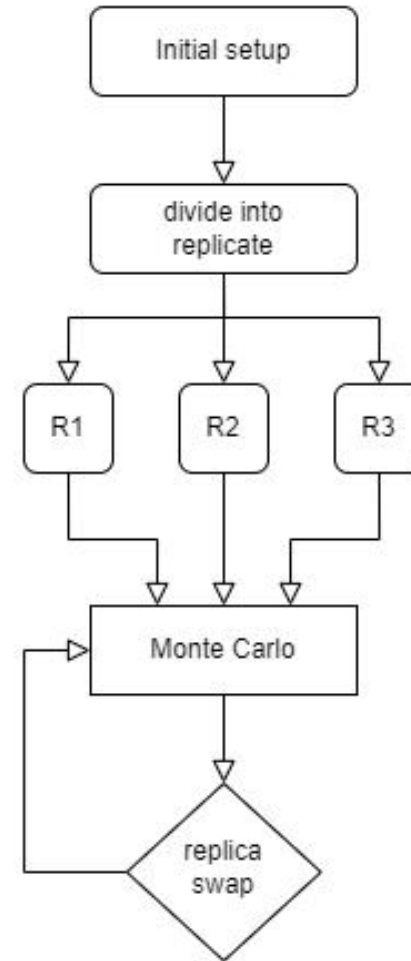 Initial setup
divide into
replicate
R1
R2
R3
Monte Carlo
replica
swap